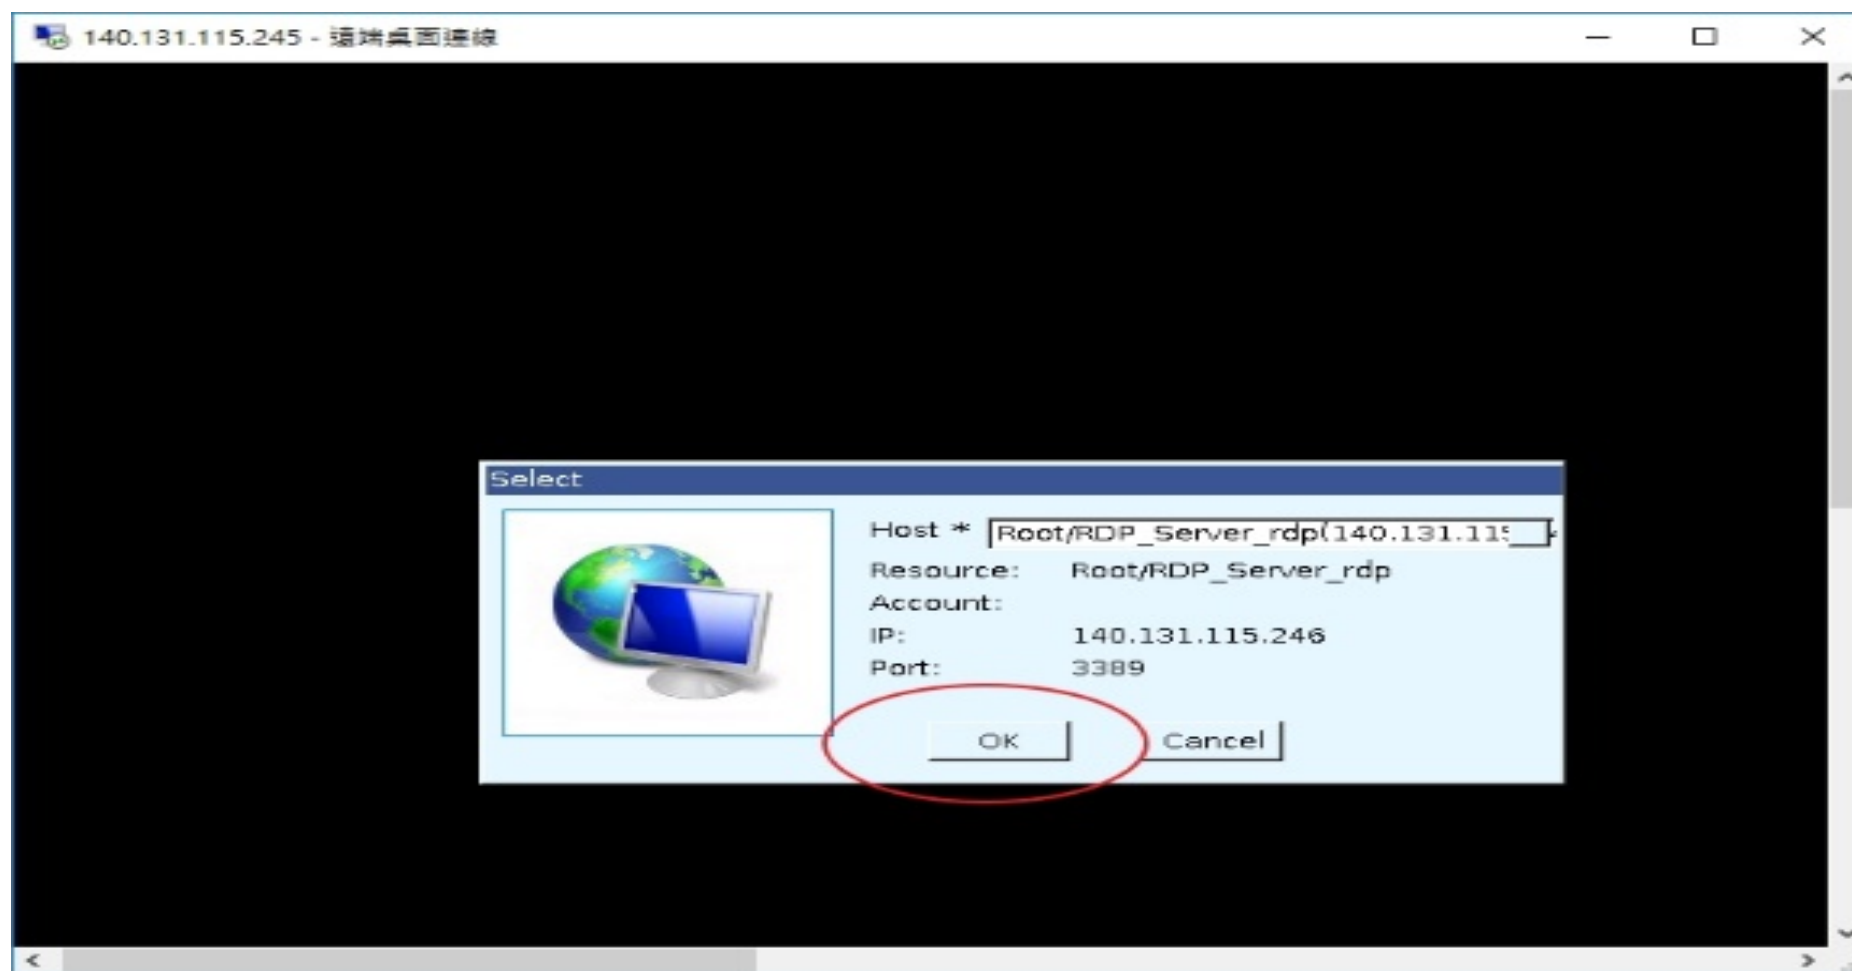 140.131.115.245 - 遠端桌面連線
Select
Host * Root/RDP_Server_rdp(140.131.115
Resource: Root/RDP_Server_rdp
Account:
IP: 140.131.115.246
Port: 3389
OK Cancel